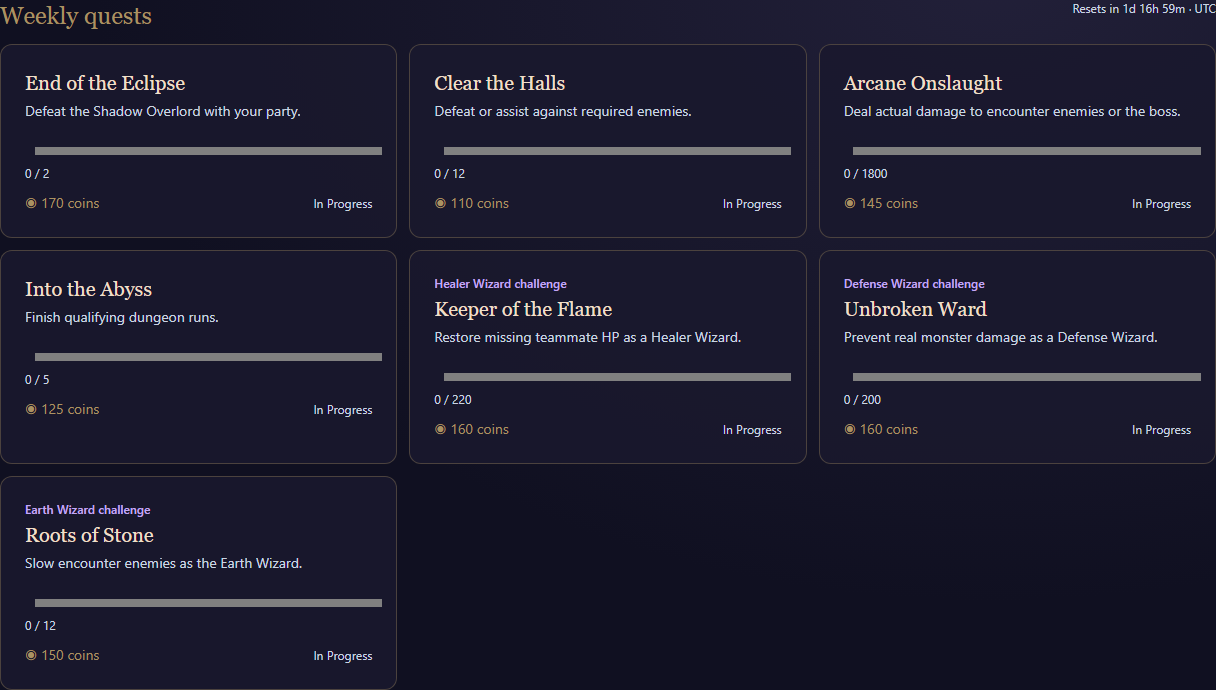 Weekly quests
Resets in 1d 16h 59m · UTC
End of the Eclipse
Defeat the Shadow Overlord with your party.
0 / 2
◉ 170 coins
In Progress
Clear the Halls
Defeat or assist against required enemies.
0 / 12
◉ 110 coins
In Progress
Arcane Onslaught
Deal actual damage to encounter enemies or the boss.
0 / 1800
◉ 145 coins
In Progress
Into the Abyss
Finish qualifying dungeon runs.
0 / 5
◉ 125 coins
In Progress
Healer Wizard challenge
Keeper of the Flame
Restore missing teammate HP as a Healer Wizard.
0 / 220
◉ 160 coins
In Progress
Defense Wizard challenge
Unbroken Ward
Prevent real monster damage as a Defense Wizard.
0 / 200
◉ 160 coins
In Progress
Earth Wizard challenge
Roots of Stone
Slow encounter enemies as the Earth Wizard.
0 / 12
◉ 150 coins
In Progress